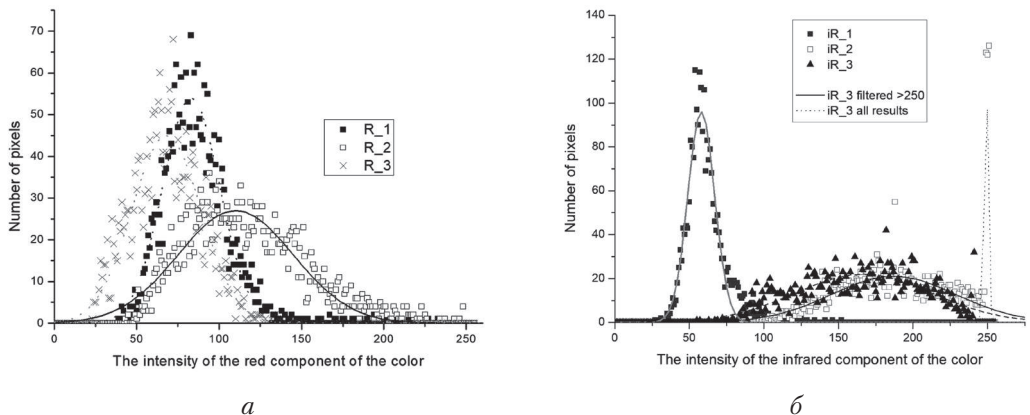 70
60
50
40
30
20
10
0
Number of pixels
R_1
R_2
R_3
0 50 100 150 200 250
The intensity of the red component of the color
а
140
120
100
80
60
40
20
0
Number of pixels
iR_1
iR_2
iR_3
iR_3 filtered >250
iR_3 all results
0 50 100 150 200 250
The intensity of the infrared component of the color
б